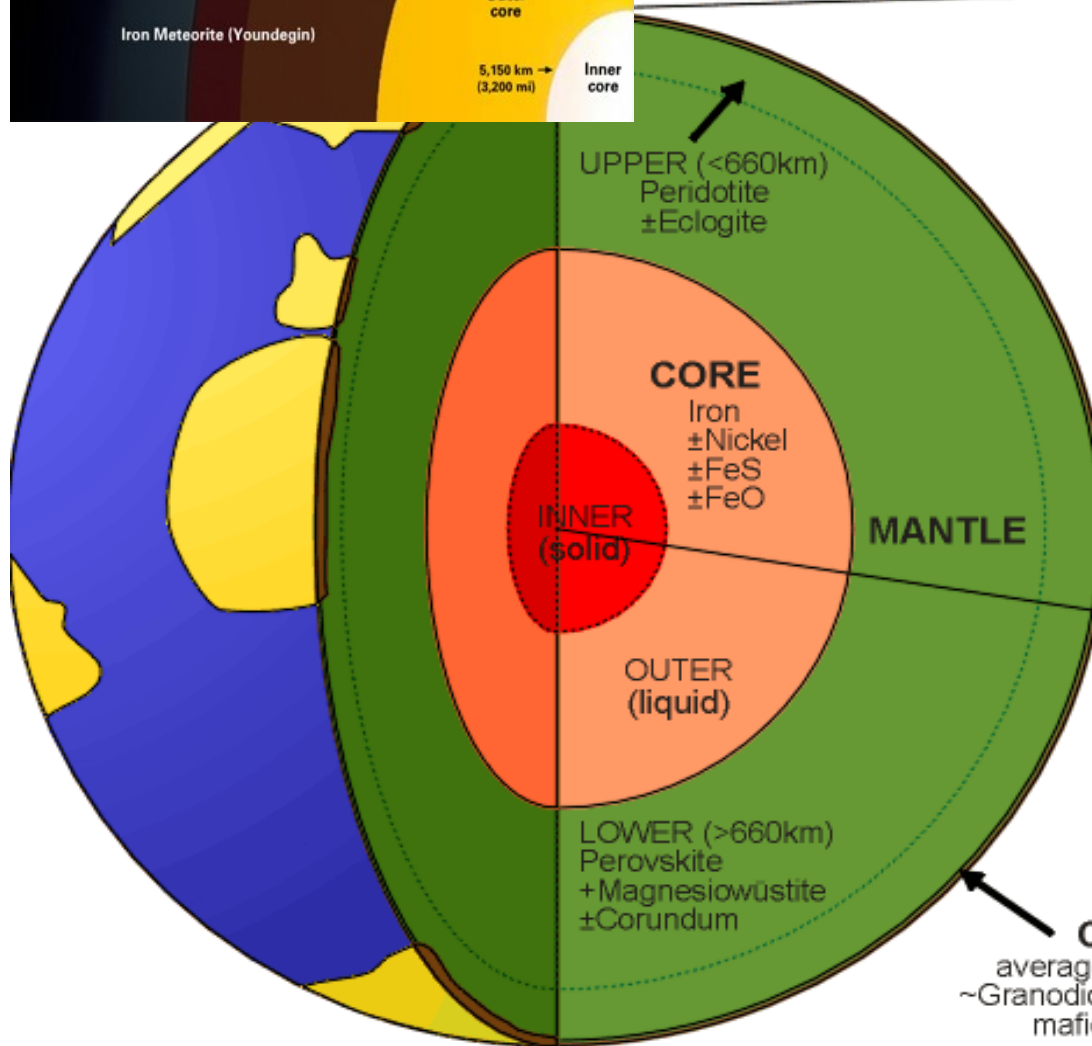 core
Iron Meteorite (Youndegin)
5,150 km →
(3,200 mi)
Inner
core
UPPER (<660km)
Peridotite
±Eclogite
CORE
Iron
±Nickel
±FeS
±FeO
INNER
(solid)
MANTLE
OUTER
(liquid)
LOWER (>660km)
Perovskite
+Magnesiowüstite
±Corundum